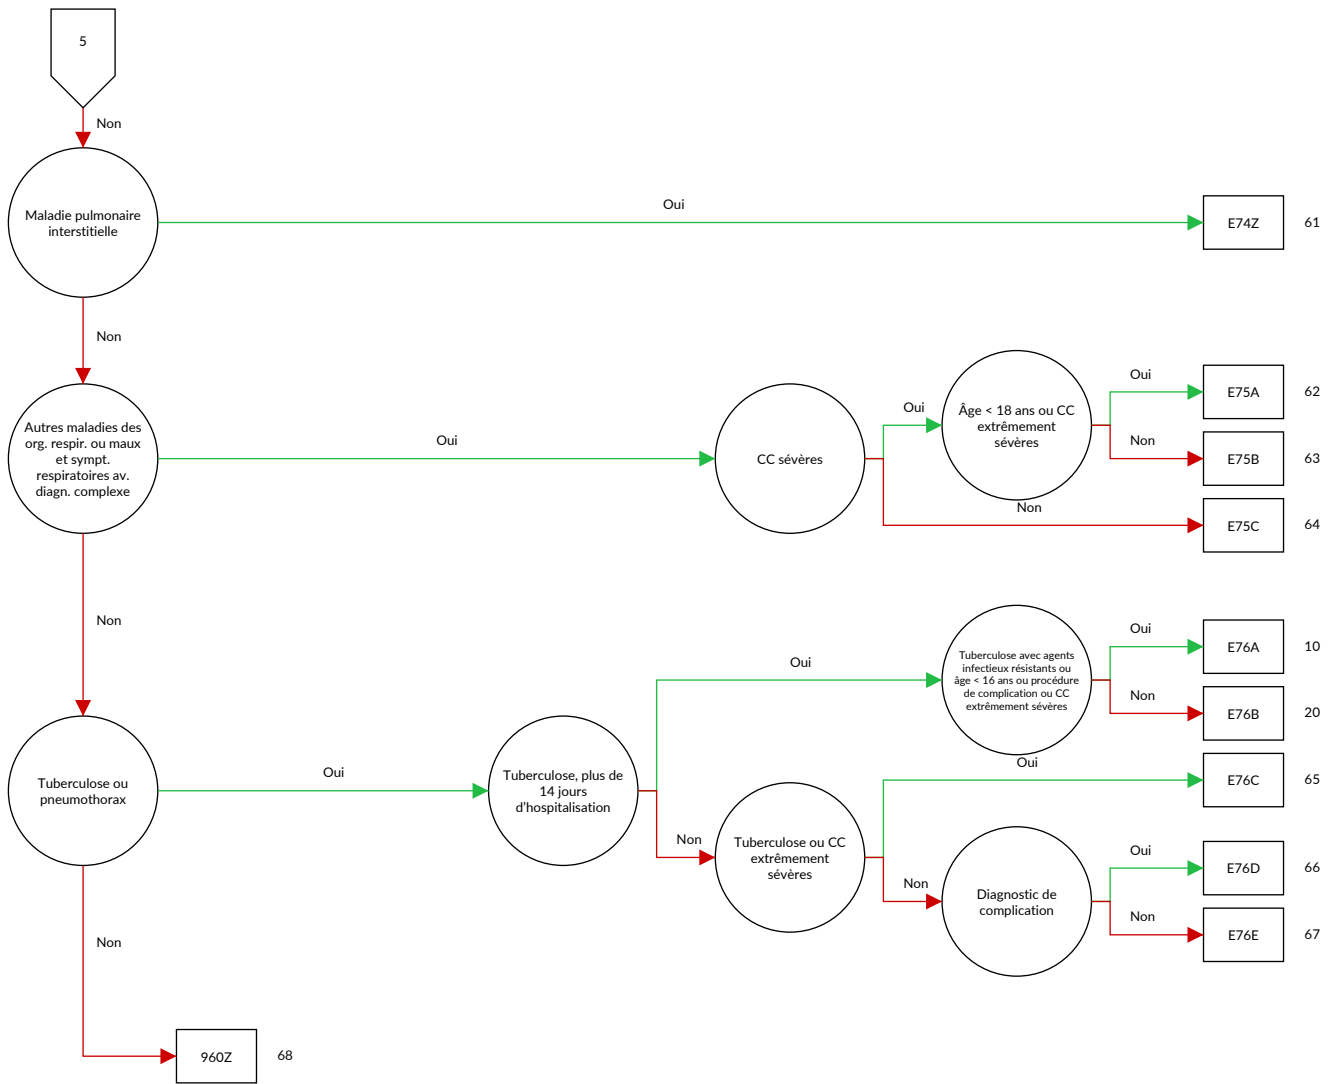 5
Non
Maladie pulmonaire
interstitielle
Oui
E74Z
61
Non
Autres maladies des
org. respir. ou maux
et sympt.
respiratoires av.
diagn. complexe
Oui
CC sévères
Oui
Âge < 18 ans ou CC
extrêmement
sévères
Oui
E75A
62
Non
E75B
63
Non
E75C
64
Non
Tuberculose ou
pneumothorax
Oui
Tuberculose, plus de
14 jours
d’hospitalisation
Oui
Tuberculose avec agents
infectieux résistants ou
âge < 16 ans ou procédure
de complication ou CC
extrêmement sévères
Oui
E76A
10
Non
E76B
20
Non
Tuberculose ou CC
extrêmement
sévères
Oui
E76C
65
Non
Diagnostic de
complication
Oui
E76D
66
Non
E76E
67
Non
960Z
68